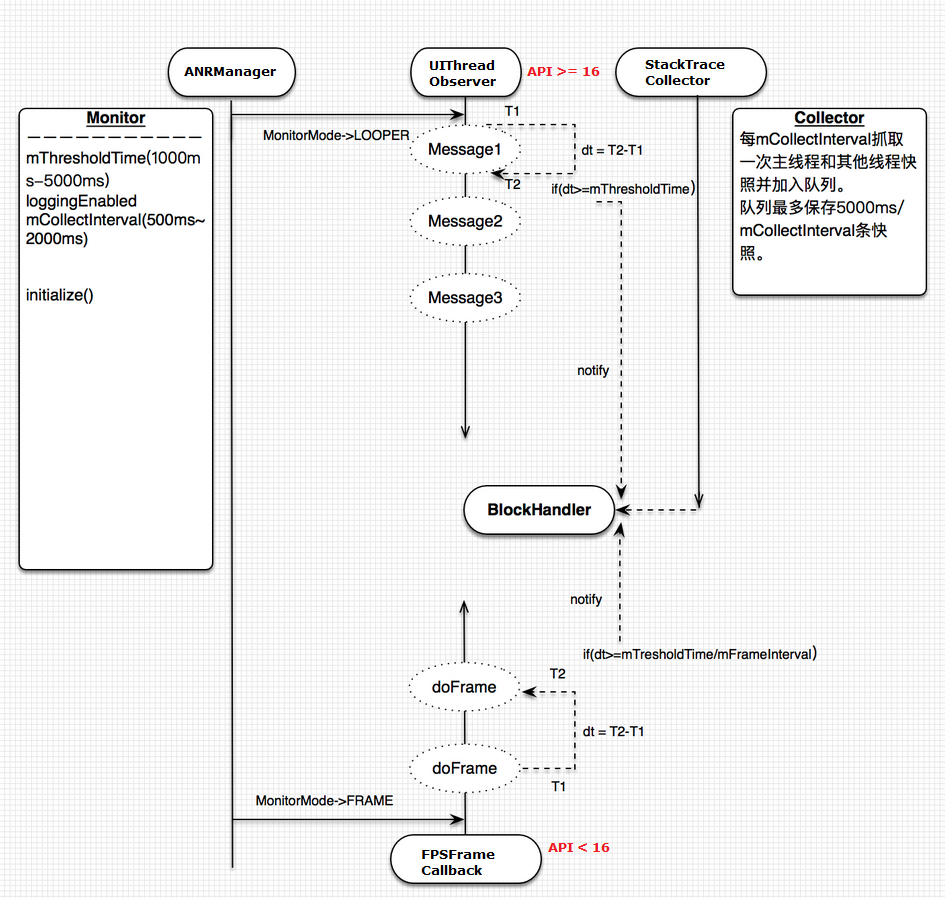 ANRManager
UIThread
Observer
API >= 16
StackTrace
Collector
Monitor
mThresholdTime(1000m
s-5000ms)
loggingEnabled
mCollectInterval(500ms~
2000ms)
initialize()
MonitorMode->LOOPER
T1
Message1
dt = T2-T1
T2
if(dt>=mThresholdTime)
Message2
Message3
notify
Collector
每mCollectInterval抓取
一次主线程和其他线程快
照并加入队列。
队列最多保存5000ms/
mCollectInterval条快
照。
BlockHandler
notify
if(dt>=mTresholdTime/mFrameInterval)
T2
doFrame
dt = T2-T1
doFrame
T1
MonitorMode->FRAME
FPSFrame
Callback
API < 16